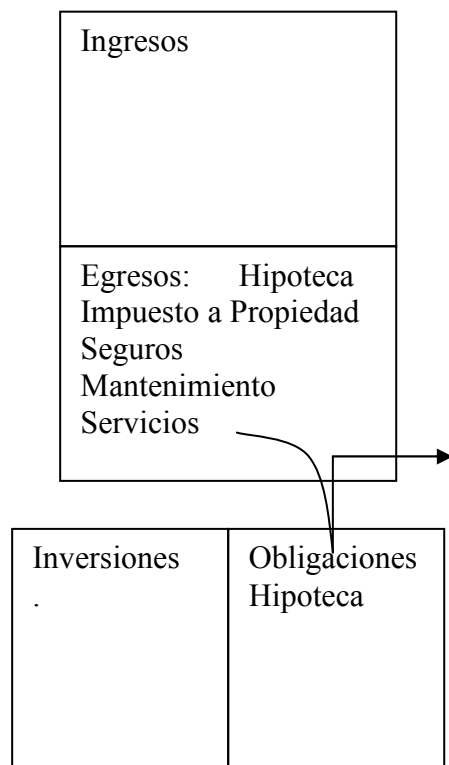 Ingresos
Egresos: Hipoteca
Impuesto a Propiedad
Seguros
Mantenimiento
Servicios
Inversiones
.
Obligaciones
Hipoteca